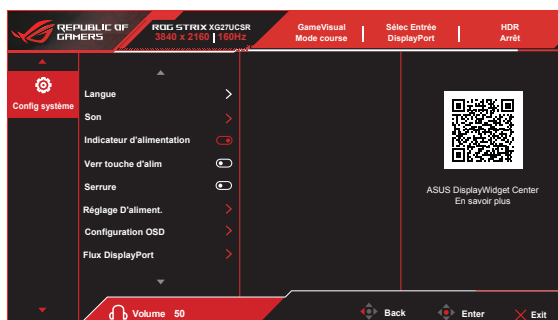 REPUBLIC OF
GAMERS
ROG STRIX XG27UCSR
3840 x 2160 160Hz
GameVisual
Mode course
Sélec Entrée
DisplayPort
HDR
Arrêt
Config système
Langue
Son
Indicateur d'alimentation
Verr touche d'alim
Serrure
Réglage D'aliment.
Configuration OSD
Flux DisplayPort
ASUS DisplayWidget Center
En savoir plus
Volume 50
Back
Enter
Exit